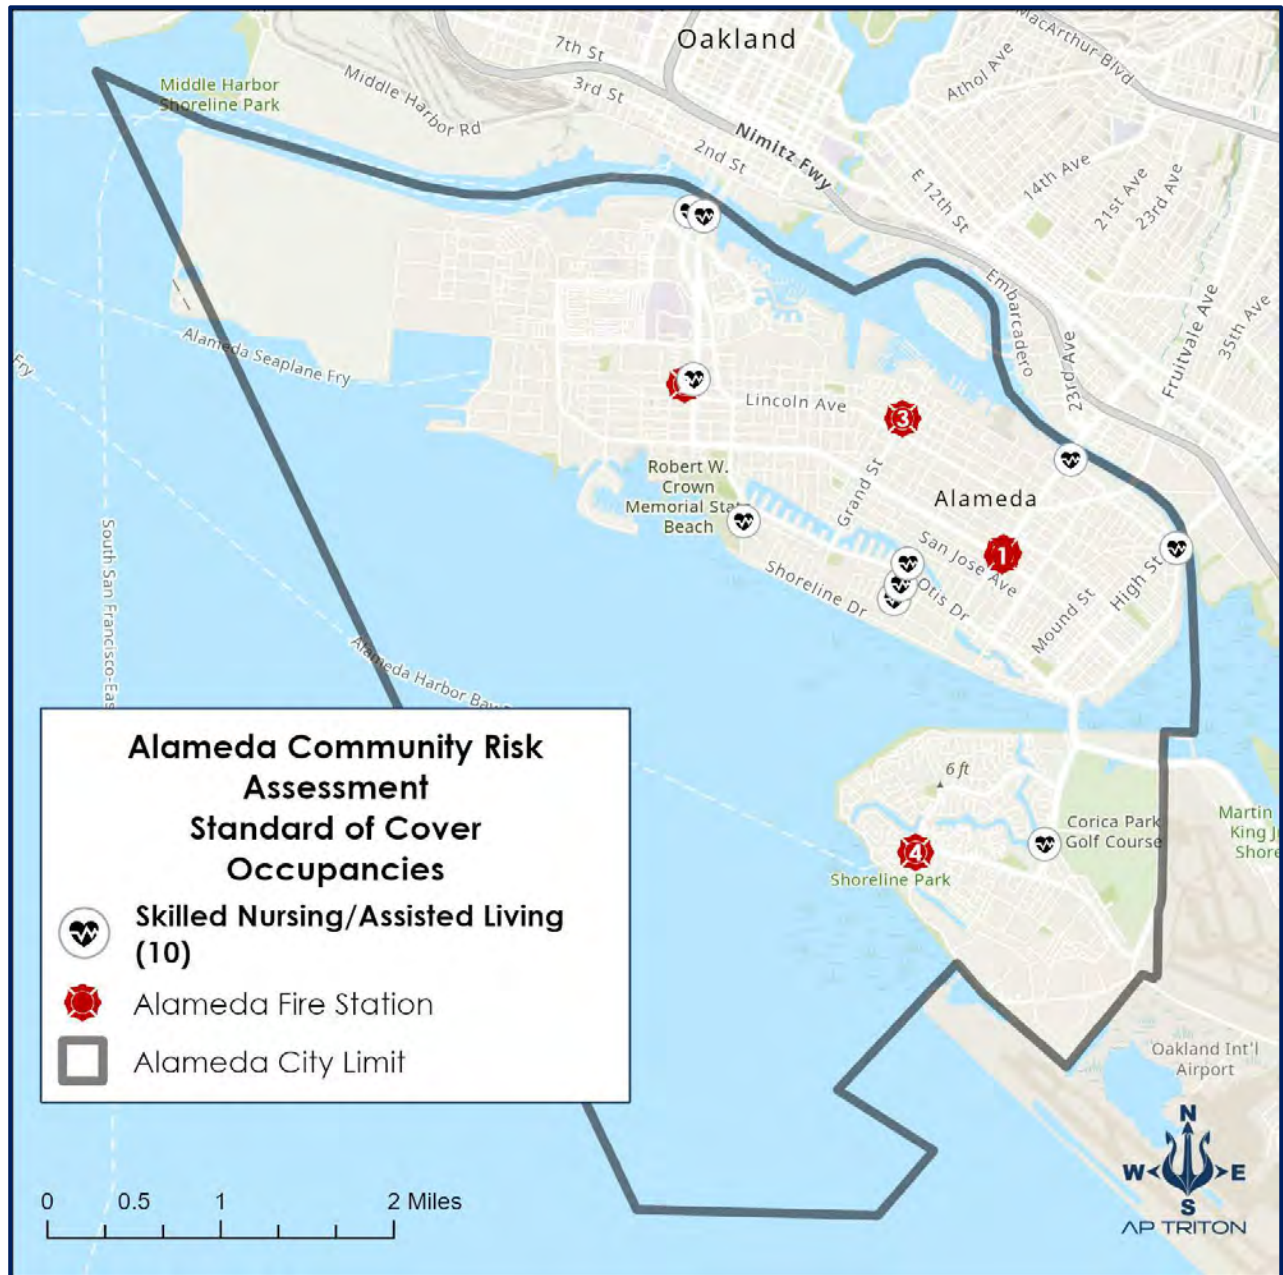 Oakland
MacArthur-Blvd
7th St
Athol Ave
Middle Harbor
Shoreline Park
Middle Harbor Rd
3rd St
Nimitz Fwy
2nd St
14th Ave
E 12th St
21st Ave
23rd Ave
Embarcadero
Fruitvale Ave
35th Ave
23rd Ave
Alameda Seaplane Fry
Fry
Lincoln Ave
3
Robert W.
Crown
Memorial State
Beach
Grand St
Alameda
1
San Jose Ave
High St
Shoreline Dr
Otis Dr
Mound St
South San Francisco-Eas
Alameda Harbor Bay
6 ft
Corica Park
Golf Course
Martin
King J
Shore
4
Shoreline Park
Alameda Community Risk
Assessment
Standard of Cover
Occupancies
Skilled Nursing/Assisted Living
(10)
Alameda Fire Station
Alameda City Limit
Oakland Int'l
Airport
0 0.5 1 2 Miles
N
W E
S
AP TRITON